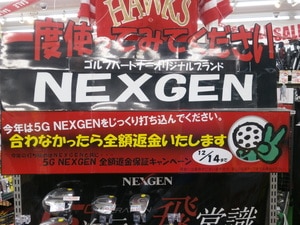 HAWKS
度使ってみてください
SALE
ゴルフパートナーオリジナルブランド
NEXGEN
今年は5G NEXGENをじっくり打ち込んでください。
合わなかったら全額返金いたします
5G NEXGEN 全額返金保証キャンペーン
12/14まで
NEXGEN
常識